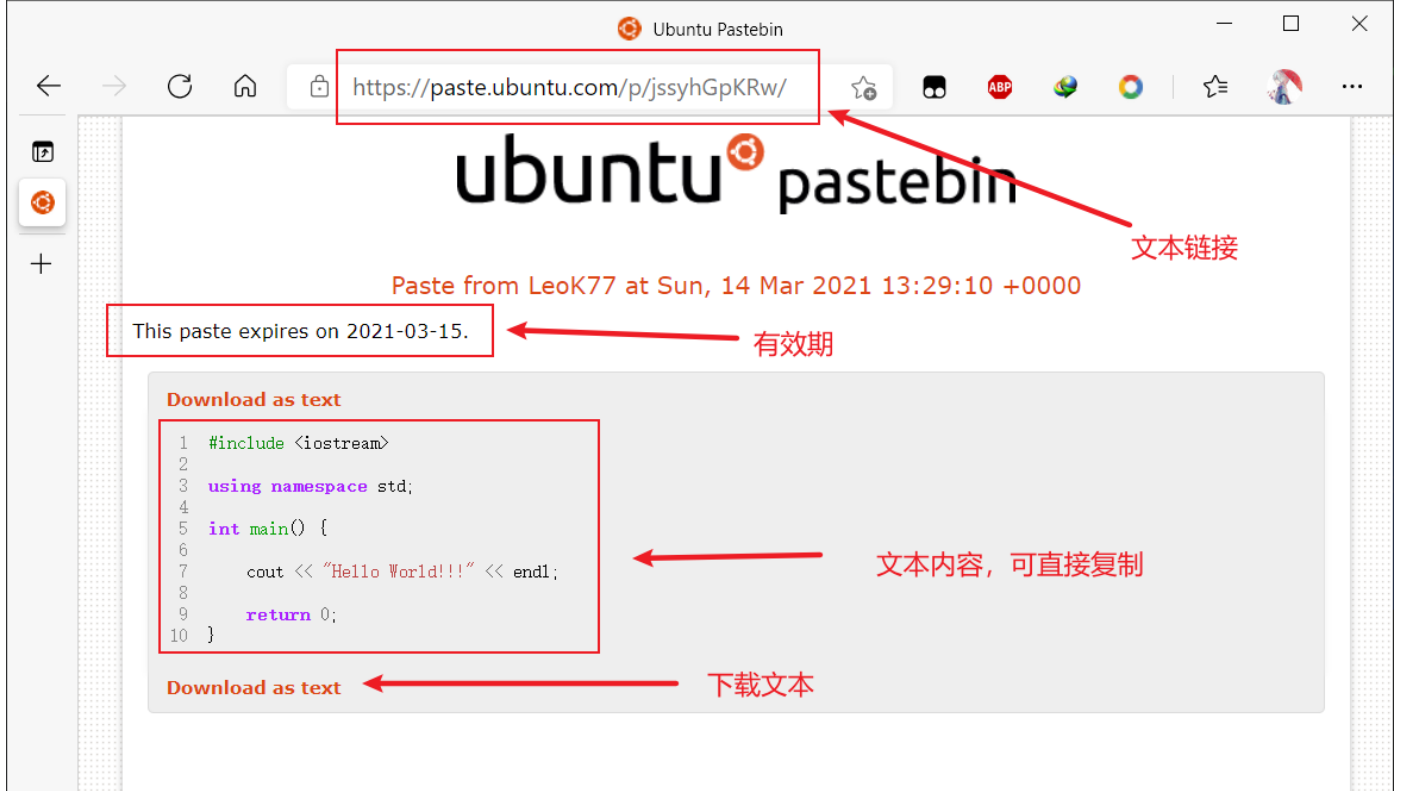 Ubuntu Pastebin
https://paste.ubuntu.com/p/jssyhGpKRw/
ABP
ubuntu pastebin
文本链接
Paste from LeoK77 at Sun, 14 Mar 2021 13:29:10 +0000
This paste expires on 2021-03-15.
有效期
Download as text
1 #include <iostream>
2
3 using namespace std;
4
5 int main() {
6
7 cout << "Hello World!!!" << endl;
8
9 return 0;
10 }
文本内容，可直接复制
Download as text
下载文本